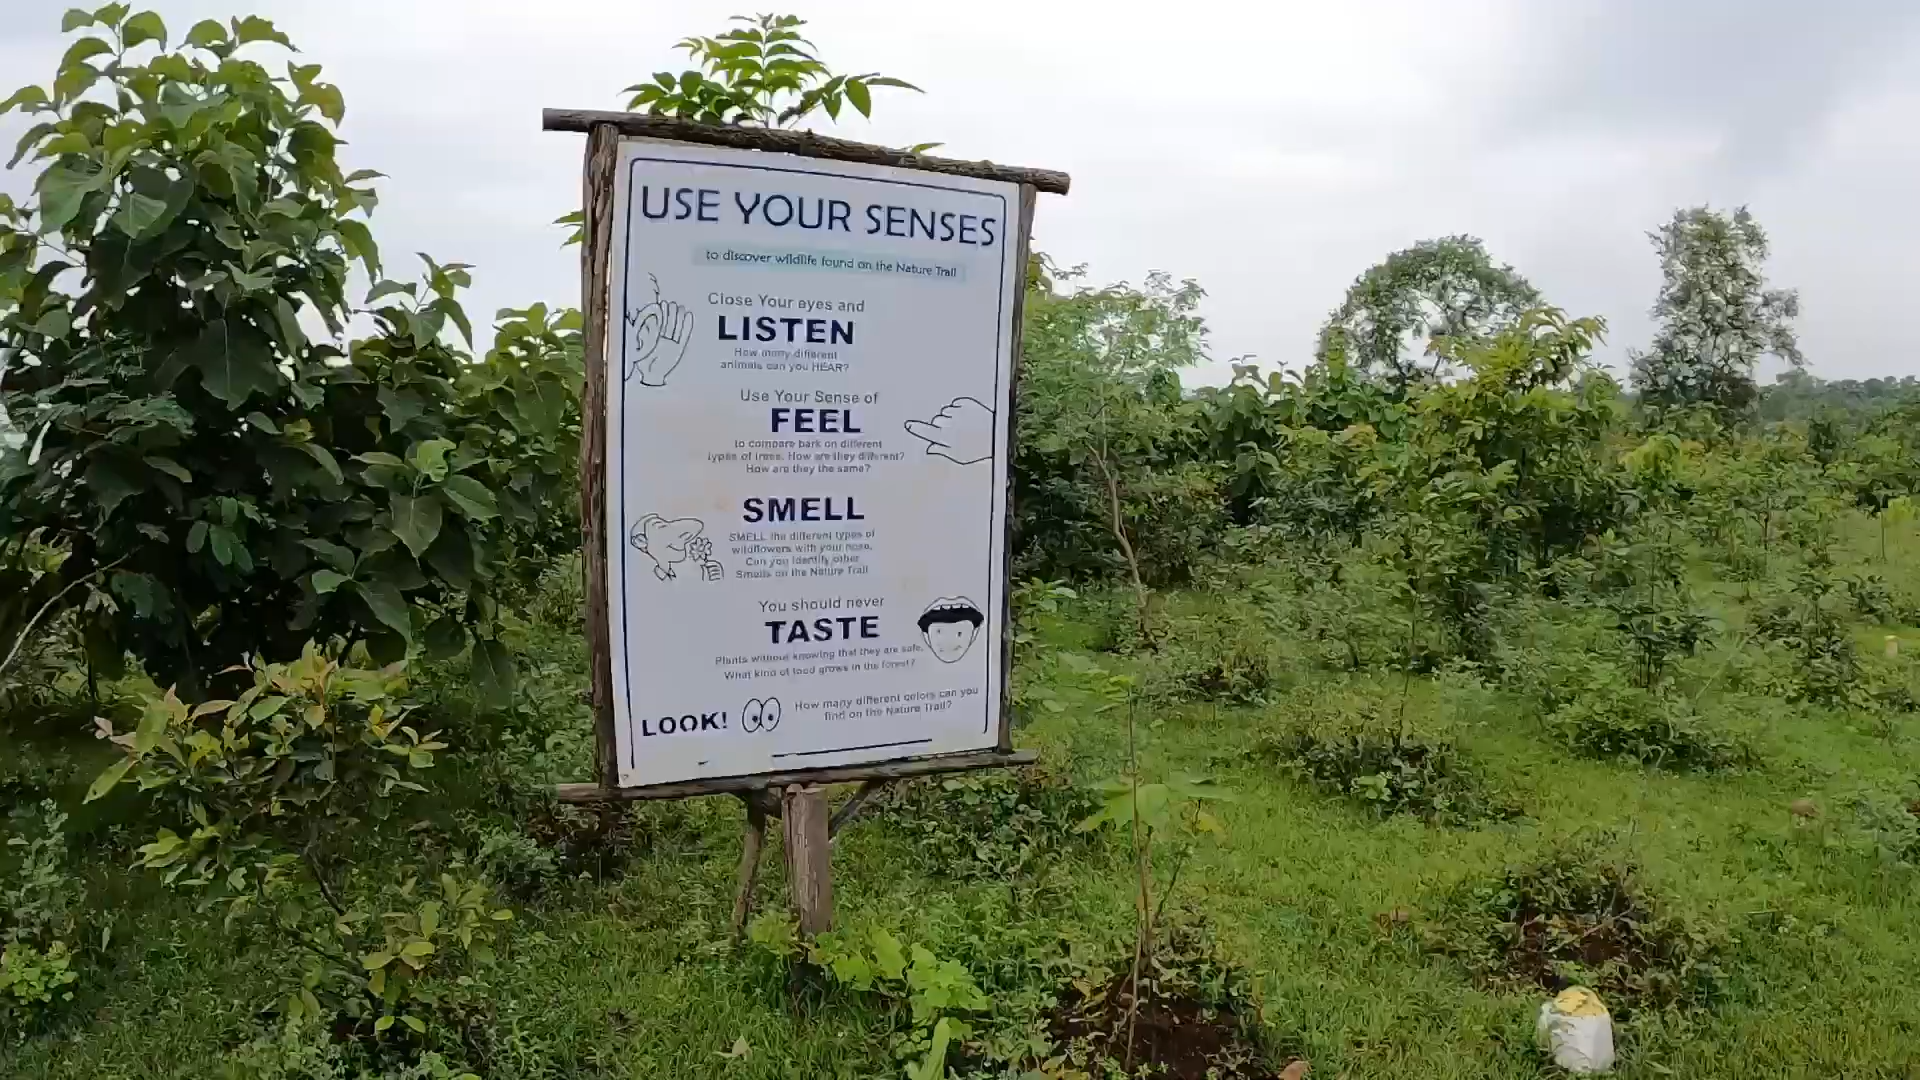 USE YOUR SENSES
to discover wildlife found on the Nature Trail
Close Your eyes and
LISTEN
How many different
animals can you HEAR?
Use Your Sense of
FEEL
to compare bark on different
types of trees. How are they different?
How are they the same?
SMELL
SMELL the different types of
wildflowers with your nose.
Can you identify other
Smells on the Nature Trail
You should never
TASTE
Plants without knowing that they are safe.
What kind of food grows in the forest?
LOOK!
How many different colors can you
find on the Nature Trail?